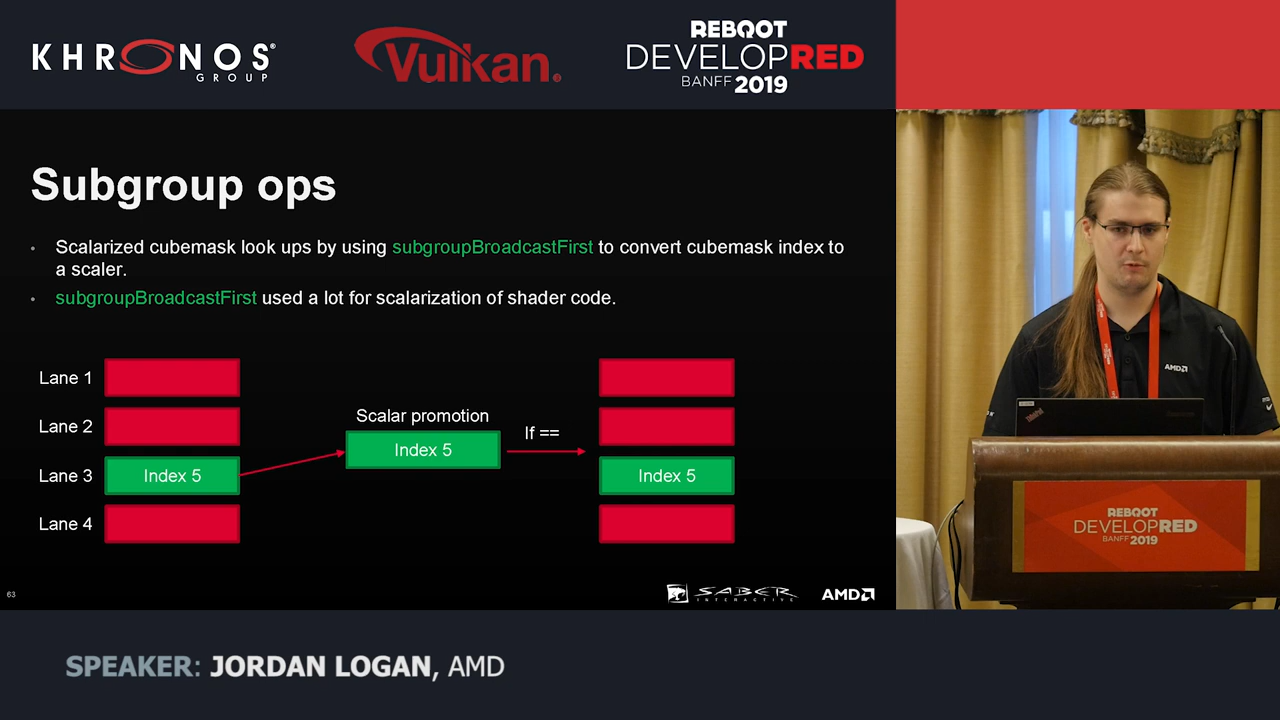 KHRONOS®
GROUP
Vulkan®
REBOOT
DEVELOPRED
BANFF 2019
Subgroup ops
• Scalarized cubemask look ups by using subgroupBroadcastFirst to convert cubemask index to
a scaler.
• subgroupBroadcastFirst used a lot for scalarization of shader code.
Lane 1
Lane 2
Lane 3
Lane 4
Index 5
Scalar promotion
Index 5
If ==
Index 5
63
SABER
INTERACTIVE
AMD
AMD
ThinkPad
REBOOT
DEVELOPRED
BANFF 2019
SPEAKER: JORDAN LOGAN, AMD